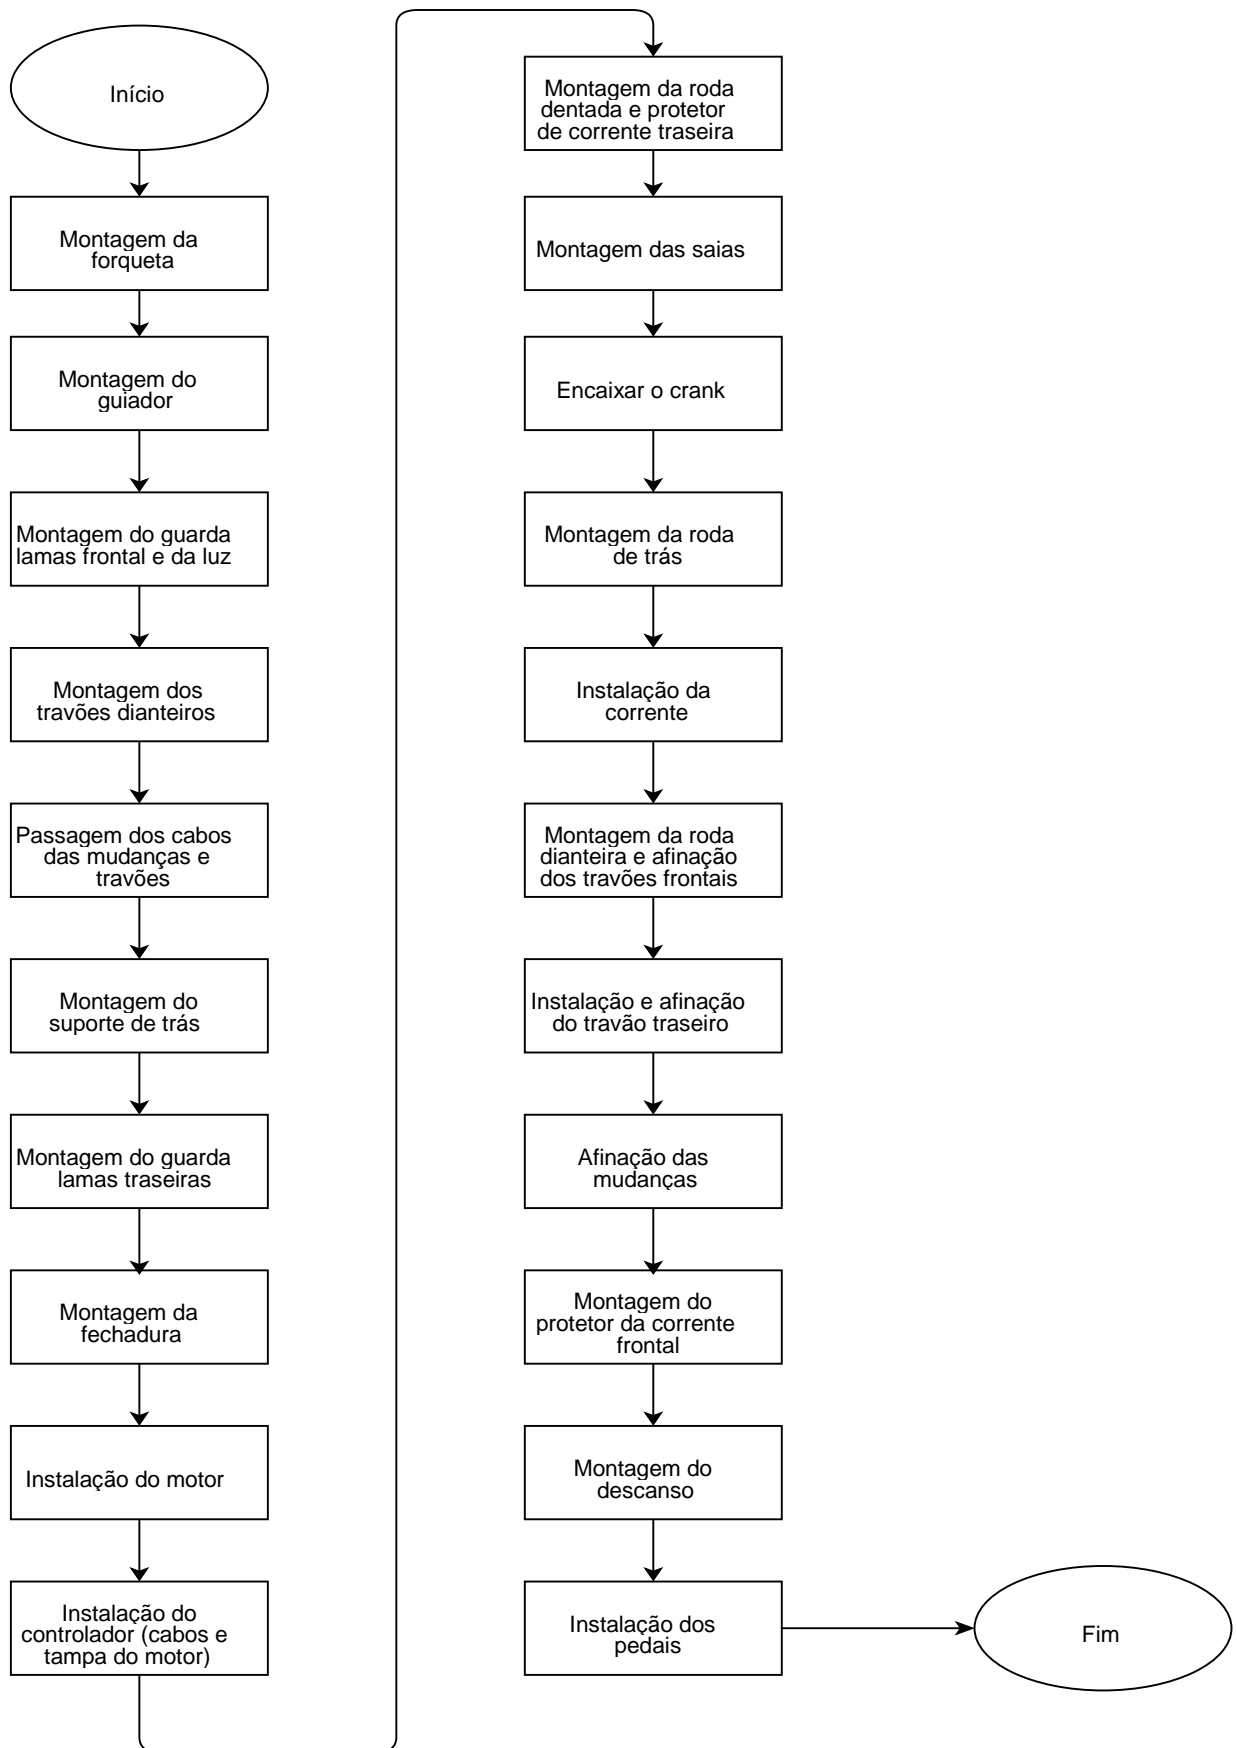 Início
Montagem da
forqueta
Montagem do
guiador
Montagem do guarda
lamas frontal e da luz
Montagem dos
travões dianteiros
Passagem dos cabos
das mudanças e
travões
Montagem do
suporte de trás
Montagem do guarda
lamas traseiras
Montagem da
fechadura
Instalação do motor
Instalação do
controlador (cabos e
tampa do motor)
Montagem da roda
dentada e protetor
de corrente traseira
Montagem das saias
Encaixar o crank
Montagem da roda
de trás
Instalação da
corrente
Montagem da roda
dianteira e afinação
dos travões frontais
Instalação e afinação
do travão traseiro
Afinação das
mudanças
Montagem do
protetor da corrente
frontal
Montagem do
descanso
Instalação dos
pedais
Fim